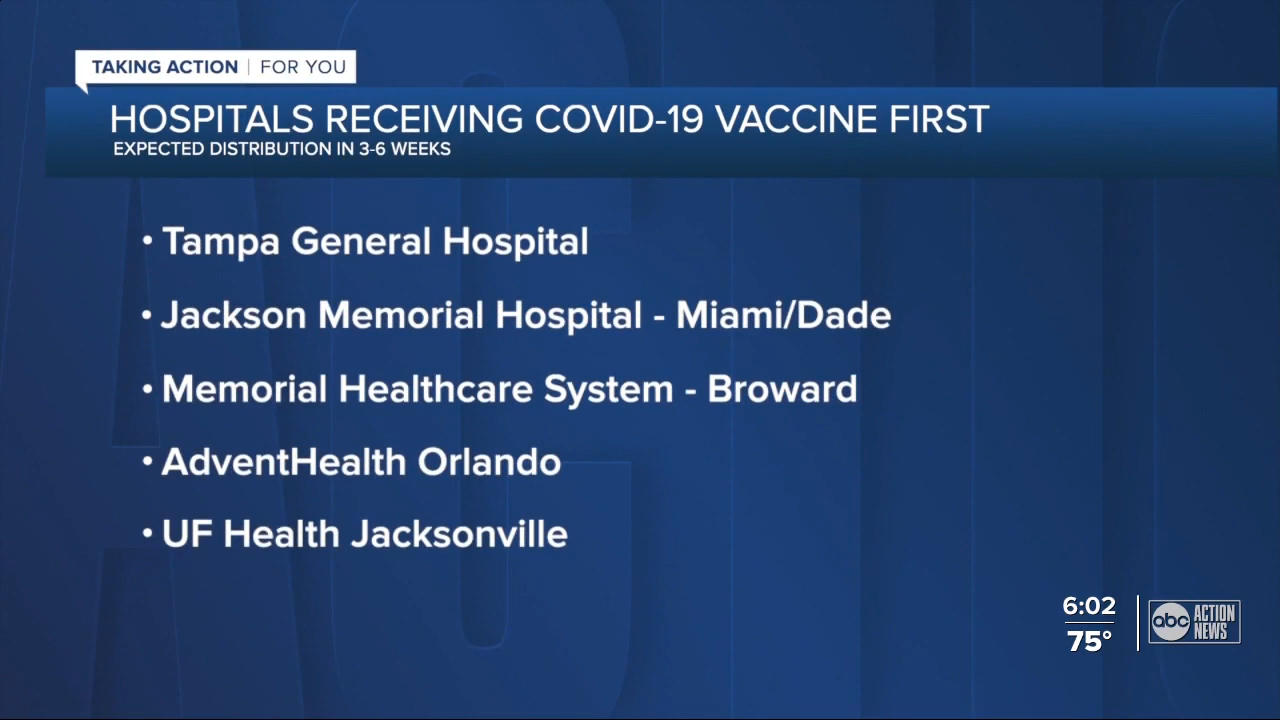 TAKING ACTION | FOR YOU
HOSPITALS RECEIVING COVID-19 VACCINE FIRST
EXPECTED DISTRIBUTION IN 3-6 WEEKS
• Tampa General Hospital
• Jackson Memorial Hospital - Miami/Dade
• Memorial Healthcare System - Broward
• AdventHealth Orlando
• UF Health Jacksonville
6:02
75°
abc ACTION
NEWS